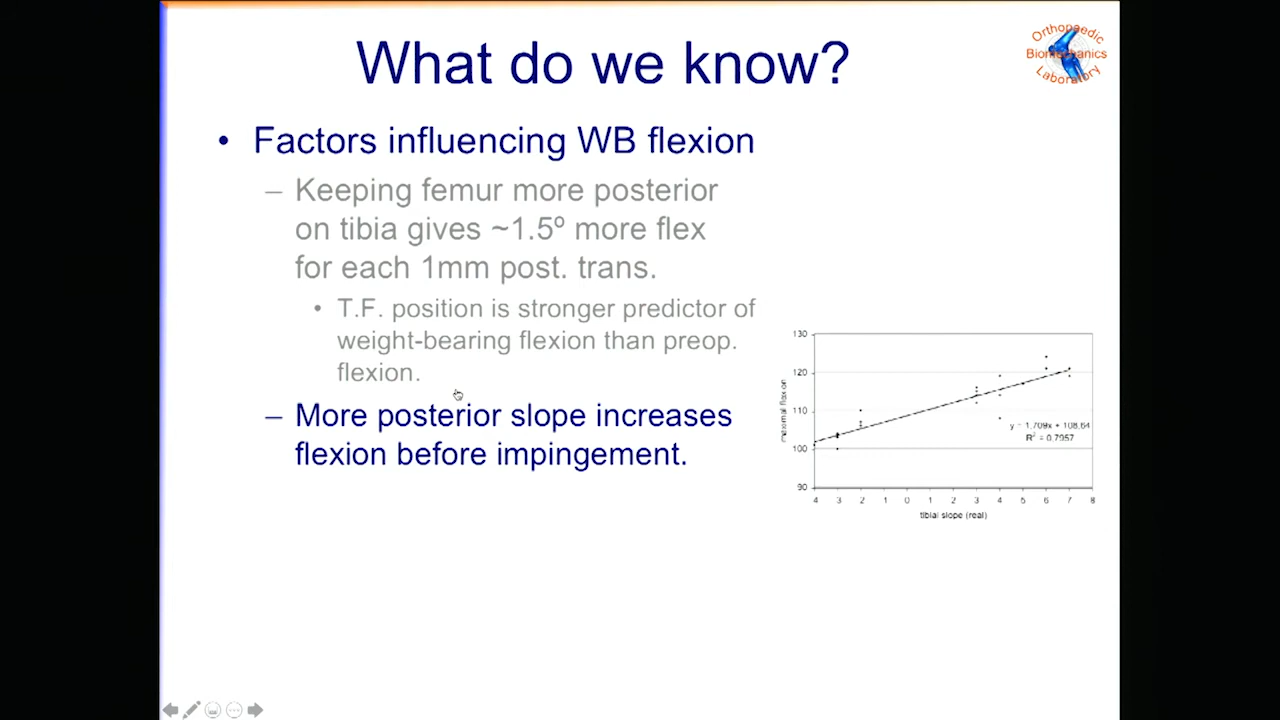 What do we know?
Orthopaedic
Biomechanics
Laboratory
• Factors influencing WB flexion
– Keeping femur more posterior
on tibia gives ~1.5º more flex
for each 1mm post. trans.
• T.F. position is stronger predictor of
weight-bearing flexion than preop.
flexion.
– More posterior slope increases
flexion before impingement.
130
120
110
100
90
maximal flexion
y = 1,709x + 108,64
R² = 0,7957
4 3 2 1 0 1 2 3 4 5 6 7 8
tibial slope (real)